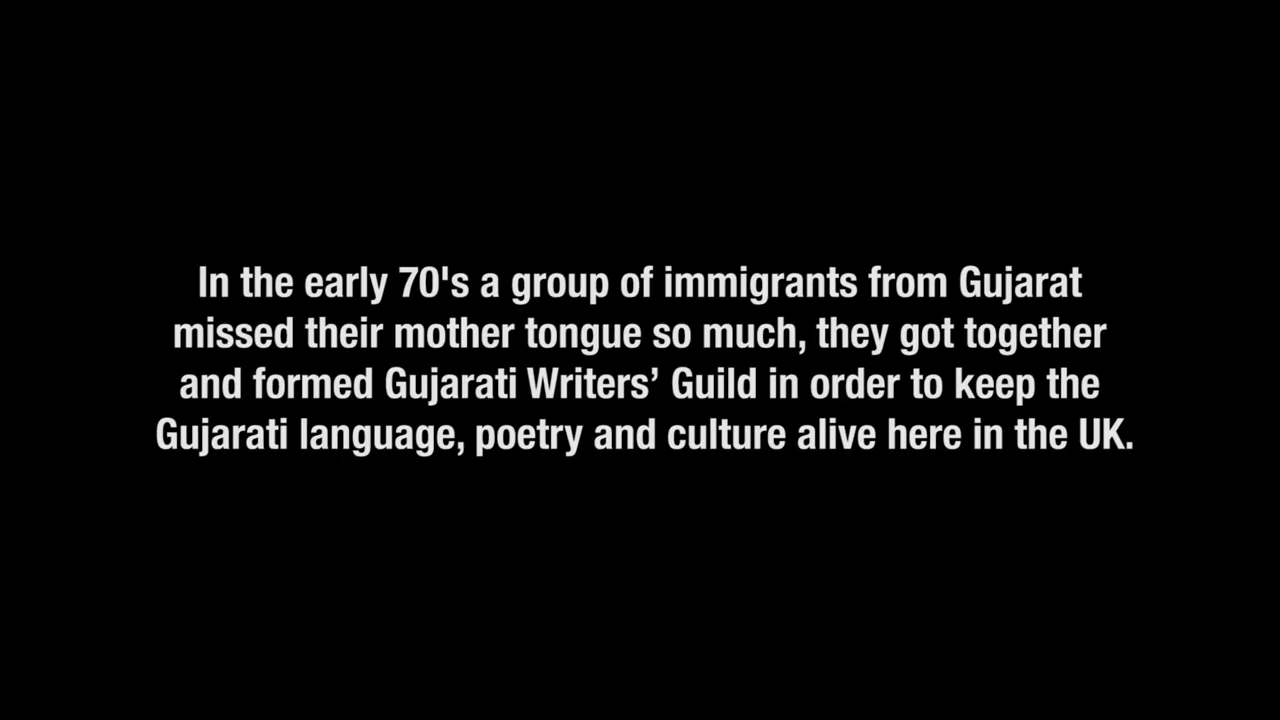 In the early 70's a group of immigrants from Gujarat
missed their mother tongue so much, they got together
and formed Gujarati Writers’ Guild in order to keep the
Gujarati language, poetry and culture alive here in the UK.